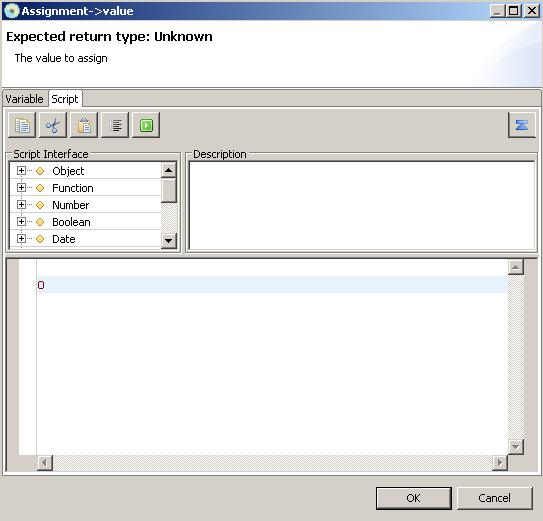 Assignment->value
Expected return type: Unknown
The value to assign
Variable Script
Script Interface
Description
Object
Function
Number
Boolean
Date
0
OK Cancel